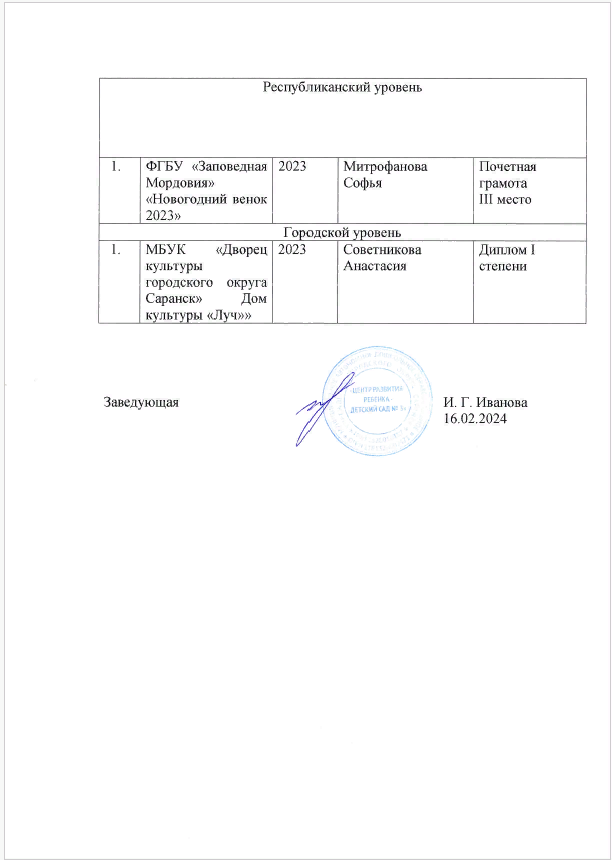 Республиканский уровень
1. ФГБУ «Заповедная 2023 Митрофанова Почетная
Мордовия» Софья грамота
«Новогодний венок III место
2023»
Городской уровень
1. МБУК «Дворец 2023 Советникова Диплом I
культуры Анастасия степени
городского округа
Саранск» Дом
культуры «Луч»»
«ЦЕНТР РАЗВИТИЯ
РЕБЕНКА -
ДЕТСКИЙ САД №
Заведующая И. Г. Иванова
16.02.2024